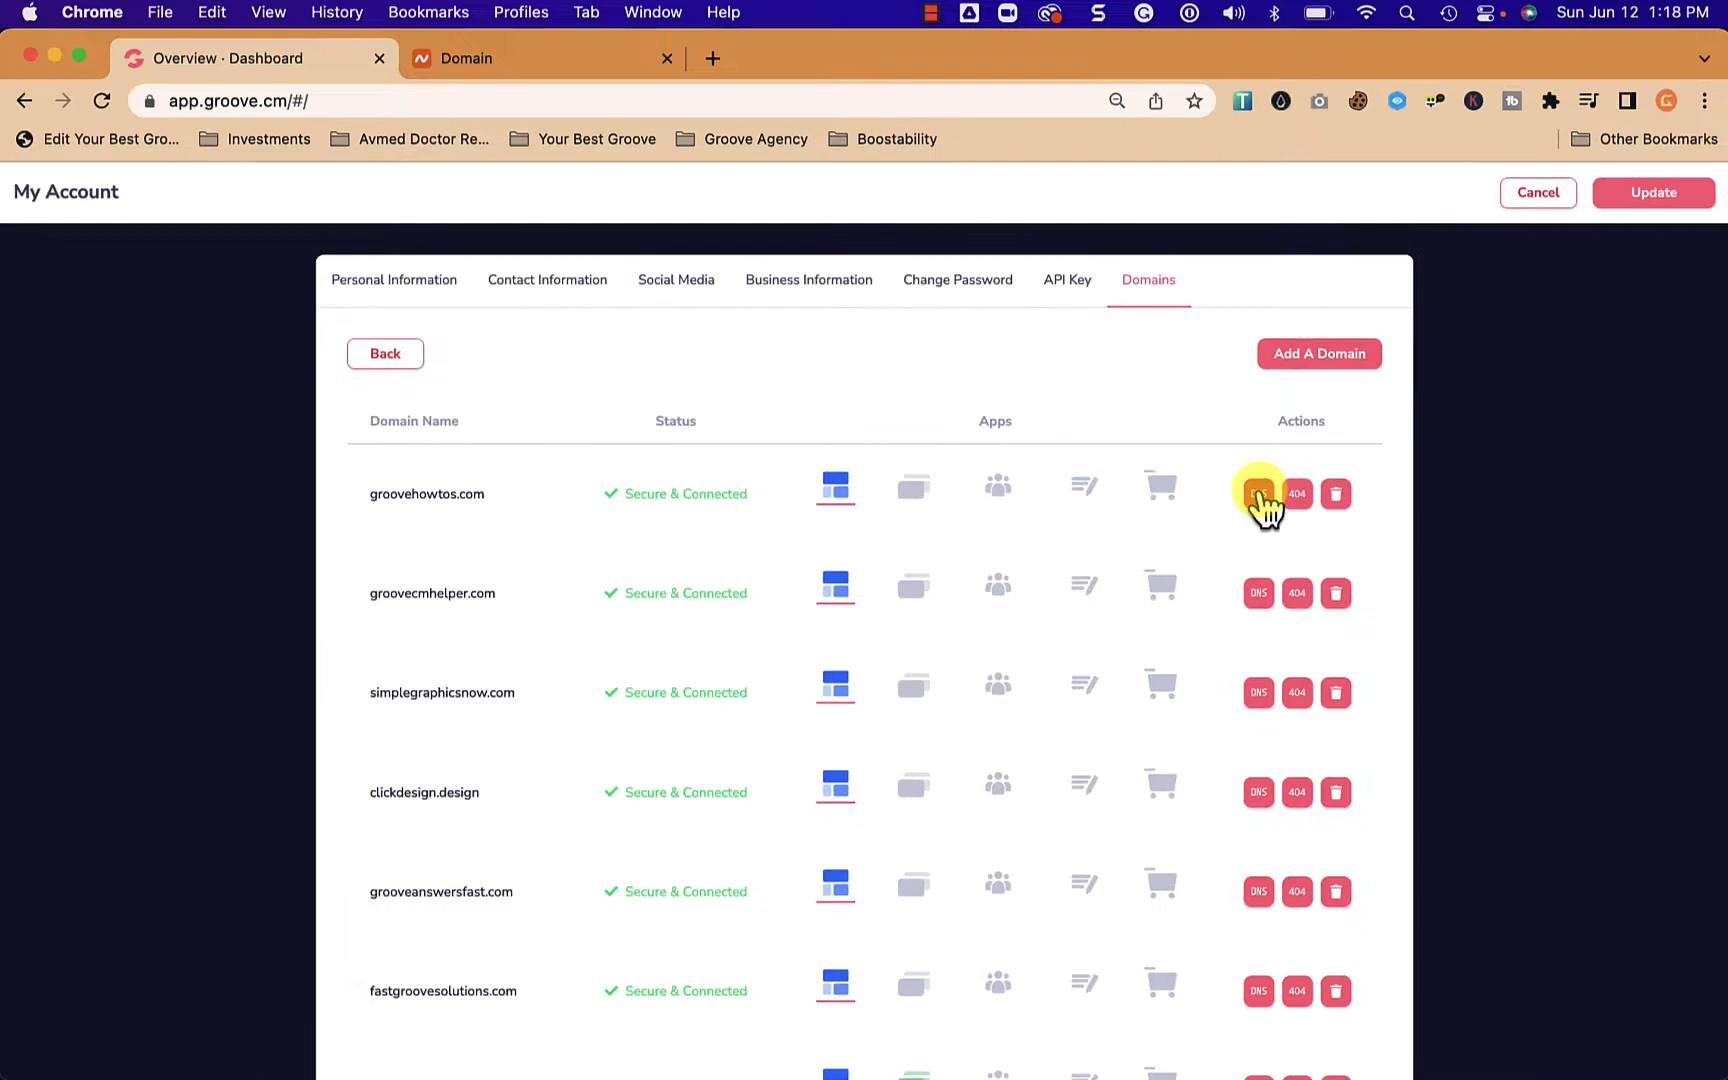 Chrome File Edit View History Bookmarks Profiles Tab Window Help Sun Jun 12 1:18 PM
Overview · Dashboard Domain
app.groove.cm/#/
Edit Your Best Gro... Investments Avmed Doctor Re... Your Best Groove Groove Agency Boostability Other Bookmarks
My Account Cancel Update
Personal Information Contact Information Social Media Business Information Change Password API Key Domains
Back Add A Domain
Domain Name Status Apps Actions
groovehowtos.com Secure & Connected DNS 404
groovecmhelper.com Secure & Connected DNS 404
simplegraphicsnow.com Secure & Connected DNS 404
clickdesign.design Secure & Connected DNS 404
grooveanswersfast.com Secure & Connected DNS 404
fastgroovesolutions.com Secure & Connected DNS 404